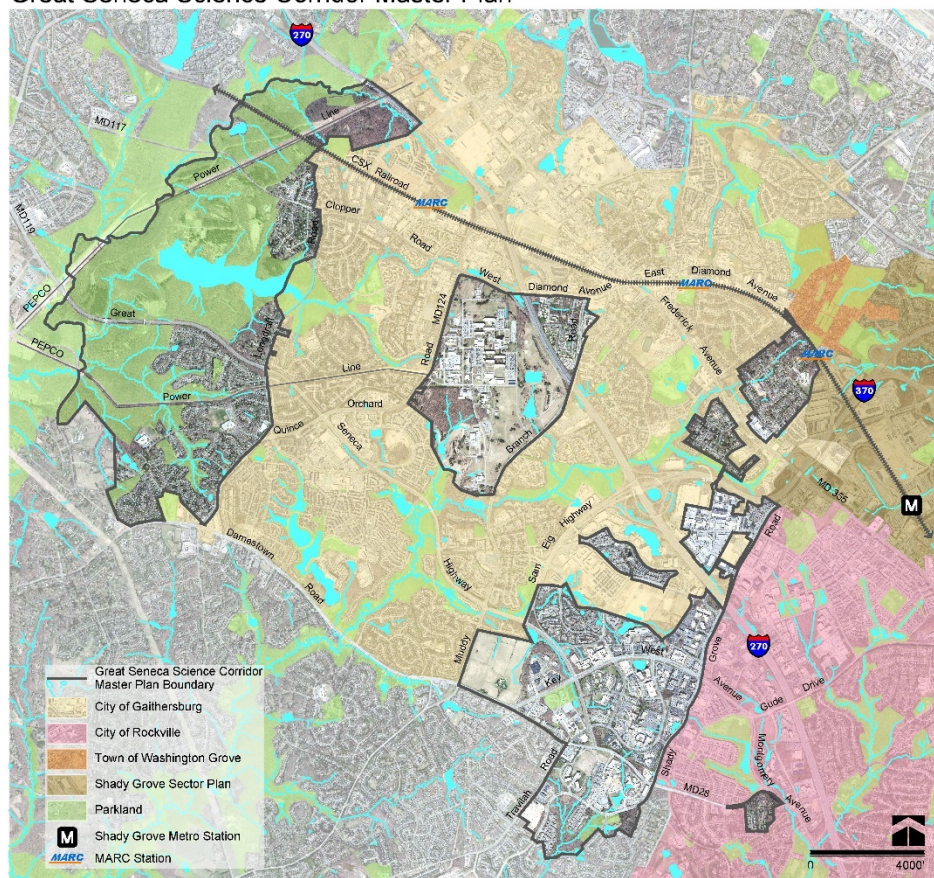 Great Seneca Science Corridor Master Plan
270
MD117
Line
Power
CSX Railroad
MARC
Clopper
Road
MD119
Road
West
Diamond Avenue
East Diamond
MARC
Avenue
PEPCO
Great
Longdraft
MD124
Road
Road
Frederick
Avenue
MARC
370
PEPCO
Power
Line
Orchard
Quince
Seneca
Branch
MD 355
M
Highway
Sam Eig
Highway
Road
Darnestown
Road
Muddy
West
Key
Grove
270
Avenue
Gude Drive
Travilah
Road
Shady
Montgomery
Avenue
MD28
Great Seneca Science Corridor
Master Plan Boundary
City of Gaithersburg
City of Rockville
Town of Washington Grove
Shady Grove Sector Plan
Parkland
M Shady Grove Metro Station
MARC MARC Station
0 4000'